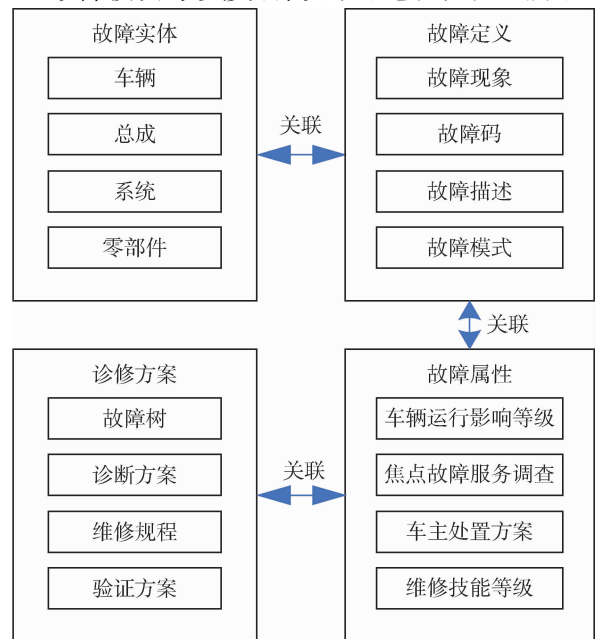 故障实体
车辆
总成
系统
零部件
关联
故障定义
故障现象
故障码
故障描述
故障模式
关联
诊修方案
故障树
诊断方案
维修规程
验证方案
关联
故障属性
车辆运行影响等级
焦点故障服务调查
车主处置方案
维修技能等级